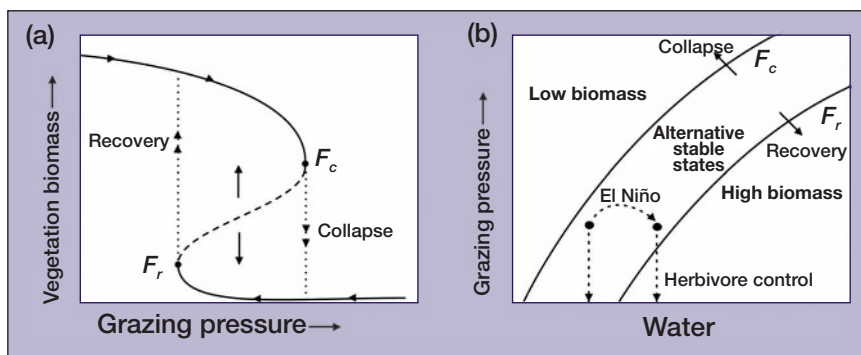 (a)
Vegetation biomass
Recovery
F_c
Collapse
F_r
Grazing pressure
(b)
Grazing pressure
Collapse
F_c
Low biomass
F_r
Alternative
stable
states
Recovery
High biomass
El Niño
Herbivore control
Water